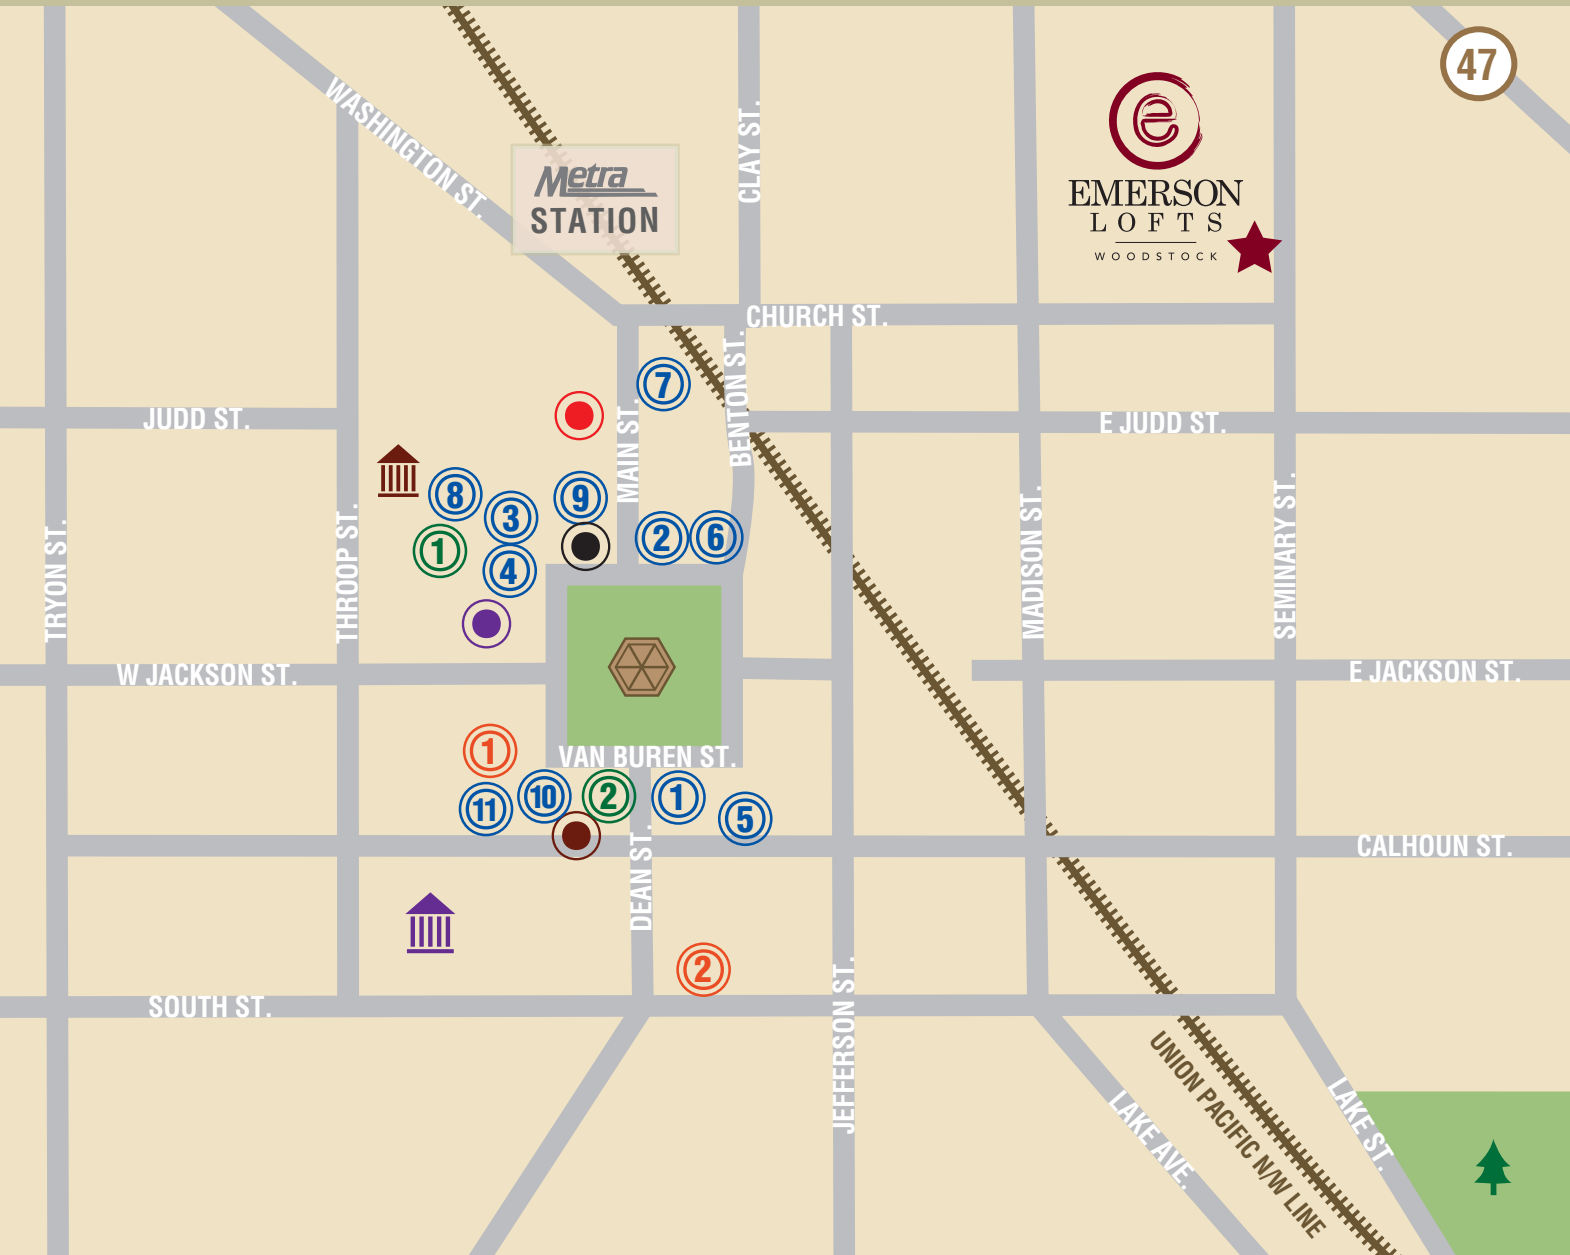 47
WASHINGTON ST.
CLAY ST.
Metra
STATION
e
EMERSON
LOFTS
WOODSTOCK
CHURCH ST.
BENTON ST.
7
JUDD ST.
MAIN ST.
E JUDD ST.
8
3
9
1
4
2
6
TRYON ST.
THROOP ST.
MADISON ST.
SEMINARY ST.
W JACKSON ST.
E JACKSON ST.
1
VAN BUREN ST.
11
10
2
1
5
CALHOUN ST.
DEAN ST.
2
SOUTH ST.
JEFFERSON ST.
UNION PACIFIC N/W LINE
LAKE AVE.
LAKE ST.